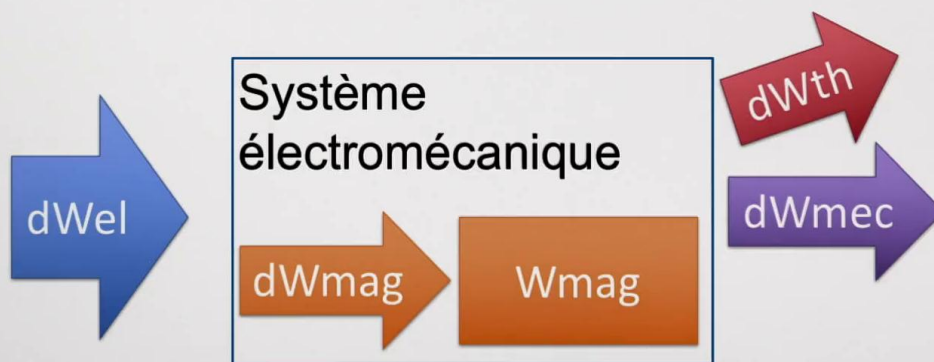 Système
électromécanique
dWel
dWmag
Wmag
dWth
dWmec